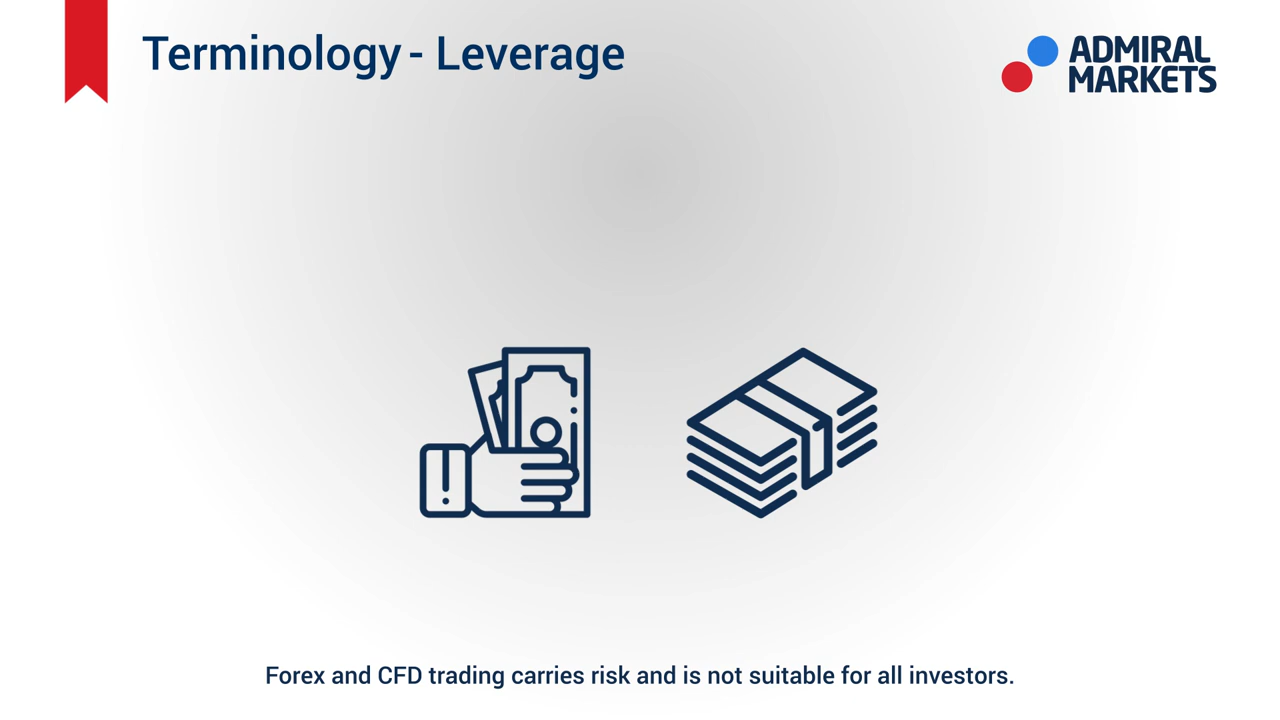 Terminology - Leverage
ADMIRAL
MARKETS
Forex and CFD trading carries risk and is not suitable for all investors.